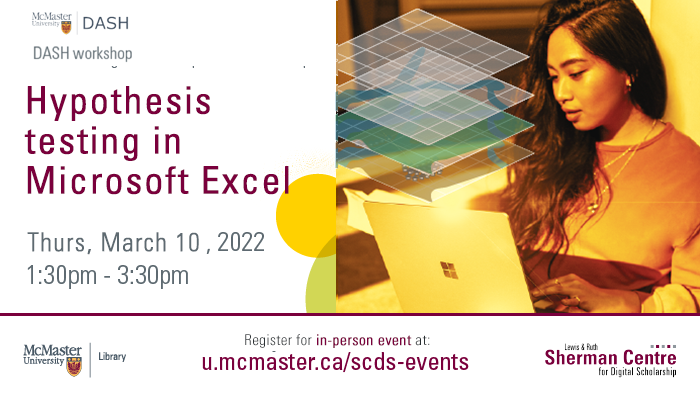 McMaster
University
DASH
DASH workshop
Hypothesis
testing in
Microsoft Excel
Thurs, March 10 , 2022
1:30pm - 3:30pm
McMaster
University
Library
Register for in-person event at:
u.mcmaster.ca/scds-events
Lewis & Ruth
Sherman Centre
for Digital Scholarship